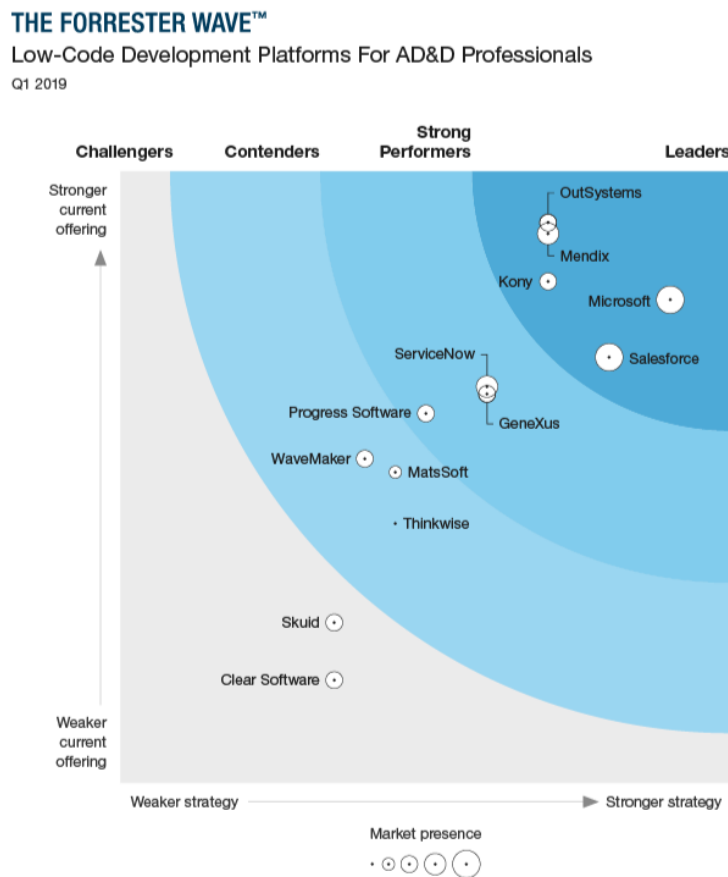 THE FORRESTER WAVE™
Low-Code Development Platforms For AD&D Professionals
Q1 2019
Challengers
Contenders
Strong
Performers
Leaders
Stronger
current
offering
OutSystems
Mendix
Kony
Microsoft
ServiceNow
Salesforce
Progress Software
GeneXus
WaveMaker
MatsSoft
Thinkwise
Skuid
Clear Software
Weaker
current
offering
Weaker strategy
Stronger strategy
Market presence